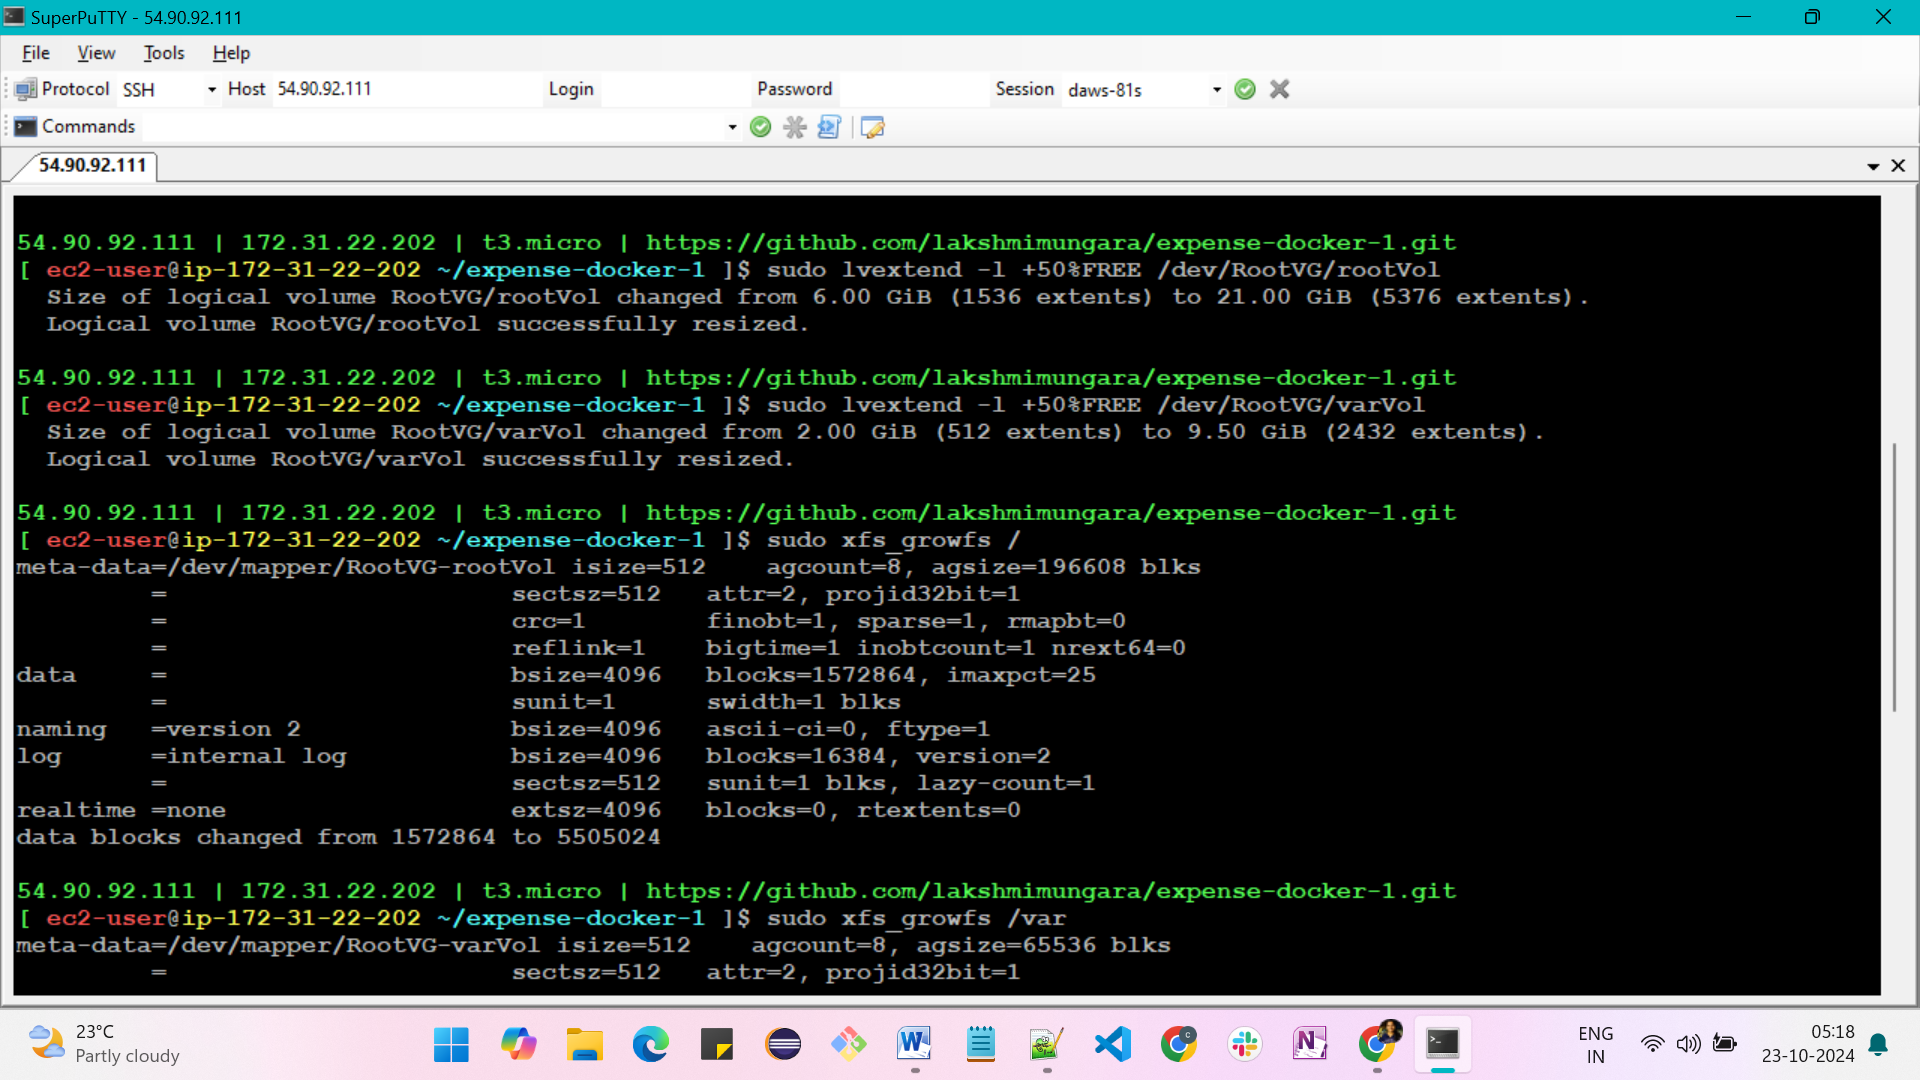 SuperPuTTY - 54.90.92.111
File View Tools Help
Protocol SSH Host 54.90.92.111 Login Password Session daws-81s
Commands
54.90.92.111
54.90.92.111 | 172.31.22.202 | t3.micro | https://github.com/lakshmimungara/expense-docker-1.git
[ ec2-user@ip-172-31-22-202 ~/expense-docker-1 ]$ sudo lvextend -l +50%FREE /dev/RootVG/rootVol
Size of logical volume RootVG/rootVol changed from 6.00 GiB (1536 extents) to 21.00 GiB (5376 extents).
Logical volume RootVG/rootVol successfully resized.
54.90.92.111 | 172.31.22.202 | t3.micro | https://github.com/lakshmimungara/expense-docker-1.git
[ ec2-user@ip-172-31-22-202 ~/expense-docker-1 ]$ sudo lvextend -l +50%FREE /dev/RootVG/varVol
Size of logical volume RootVG/varVol changed from 2.00 GiB (512 extents) to 9.50 GiB (2432 extents).
Logical volume RootVG/varVol successfully resized.
54.90.92.111 | 172.31.22.202 | t3.micro | https://github.com/lakshmimungara/expense-docker-1.git
[ ec2-user@ip-172-31-22-202 ~/expense-docker-1 ]$ sudo xfs_growfs /
meta-data=/dev/mapper/RootVG-rootVol isize=512 agcount=8, agsize=196608 blks
= sectsz=512 attr=2, projid32bit=1
= crc=1 finobt=1, sparse=1, rmapbt=0
= reflink=1 bigtime=1 inobtcount=1 nrext64=0
data = bsize=4096 blocks=1572864, imaxpct=25
= sunit=1 swidth=1 blks
naming =version 2 bsize=4096 ascii-ci=0, ftype=1
log =internal log bsize=4096 blocks=16384, version=2
= sectsz=512 sunit=1 blks, lazy-count=1
realtime =none extsz=4096 blocks=0, rtextents=0
data blocks changed from 1572864 to 5505024
54.90.92.111 | 172.31.22.202 | t3.micro | https://github.com/lakshmimungara/expense-docker-1.git
[ ec2-user@ip-172-31-22-202 ~/expense-docker-1 ]$ sudo xfs_growfs /var
meta-data=/dev/mapper/RootVG-varVol isize=512 agcount=8, agsize=65536 blks
= sectsz=512 attr=2, projid32bit=1
23°C
Partly cloudy
ENG
IN
05:18
23-10-2024